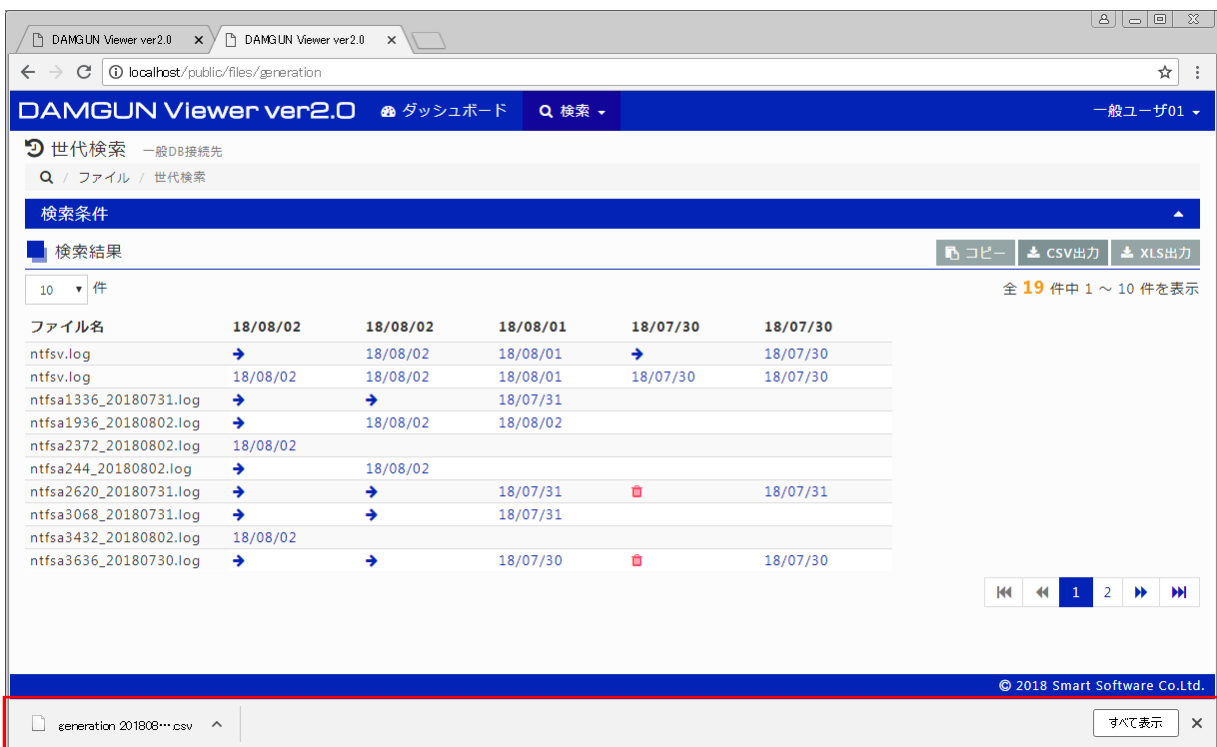 DAMGUN Viewer ver2.0 DAMGUN Viewer ver2.0
localhost/public/files/generation
DAMGUN Viewer ver2.0 ダッシュボード 検索 一般ユーザ01
世代検索 一般DB接続先
/ ファイル / 世代検索
検索条件
検索結果 コピー CSV出力 XLS出力
10 件 全 19 件中 1 ～ 10 件を表示
ファイル名 18/08/02 18/08/02 18/08/01 18/07/30 18/07/30
ntfsv.log 18/08/02 18/08/01 18/07/30
ntfsv.log 18/08/02 18/08/02 18/08/01 18/07/30 18/07/30
ntfsa1336_20180731.log 18/07/31
ntfsa1936_20180802.log 18/08/02 18/08/02
ntfsa2372_20180802.log 18/08/02
ntfsa244_20180802.log 18/08/02
ntfsa2620_20180731.log 18/07/31 18/07/31
ntfsa3068_20180731.log 18/07/31
ntfsa3432_20180802.log 18/08/02
ntfsa3636_20180730.log 18/07/30 18/07/30
1 2
© 2018 Smart Software Co.Ltd.
generation 201808….csv すべて表示